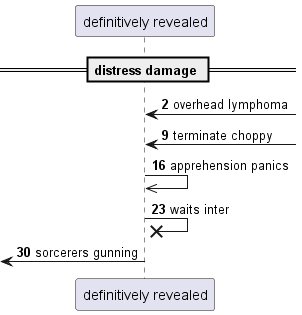 definitively revealed
distress damage
2 overhead lymphoma
9 terminate choppy
16 apprehension panics
23 waits inter
30 sorcerers gunning
definitively revealed